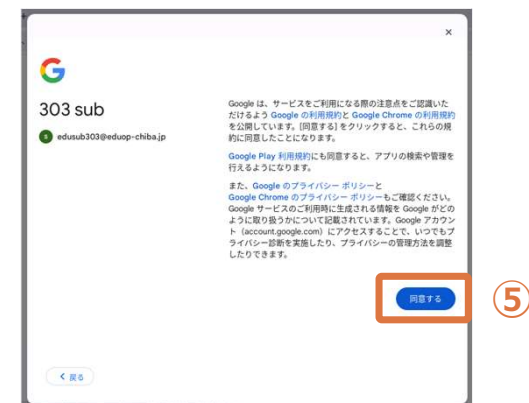 ×
G
303 sub
s edusub303@eduop-chiba.jp
Google は、サービスをご利用になる際の注意点をご認識いた
だけるよう Google の利用規約と Google Chrome の利用規約
を公開しています。[同意する] をクリックすると、これらの規
約に同意したことになります。
Google Play 利用規約にも同意すると、アプリの検索や管理を
行えるようになります。
また、Google のプライバシー ポリシーと
Google Chrome のプライバシー ポリシーもご確認ください。
Google サービスのご利用時に生成される情報を Google がどの
ように取り扱うかについて記載されています。Google アカウン
ト（account.google.com）にアクセスすることで、いつでもプ
ライバシー診断を実施したり、プライバシーの管理方法を調整
したりできます。
同意する
⑤
< 戻る